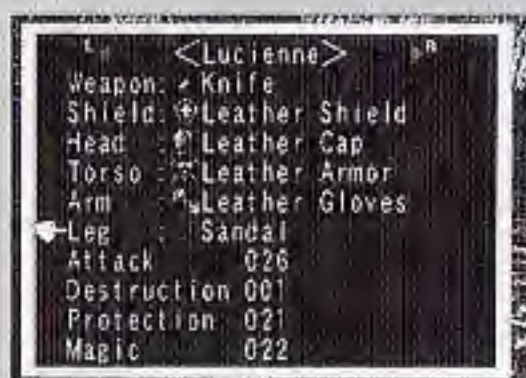 L <Lucienne> R
Weapon: Knife
Shield: Leather Shield
Head : Leather Cap
Torso : Leather Armor
Arm : Leather Gloves
Leg : Sandal
Attack 026
Destruction 001
Protection 021
Magic 022